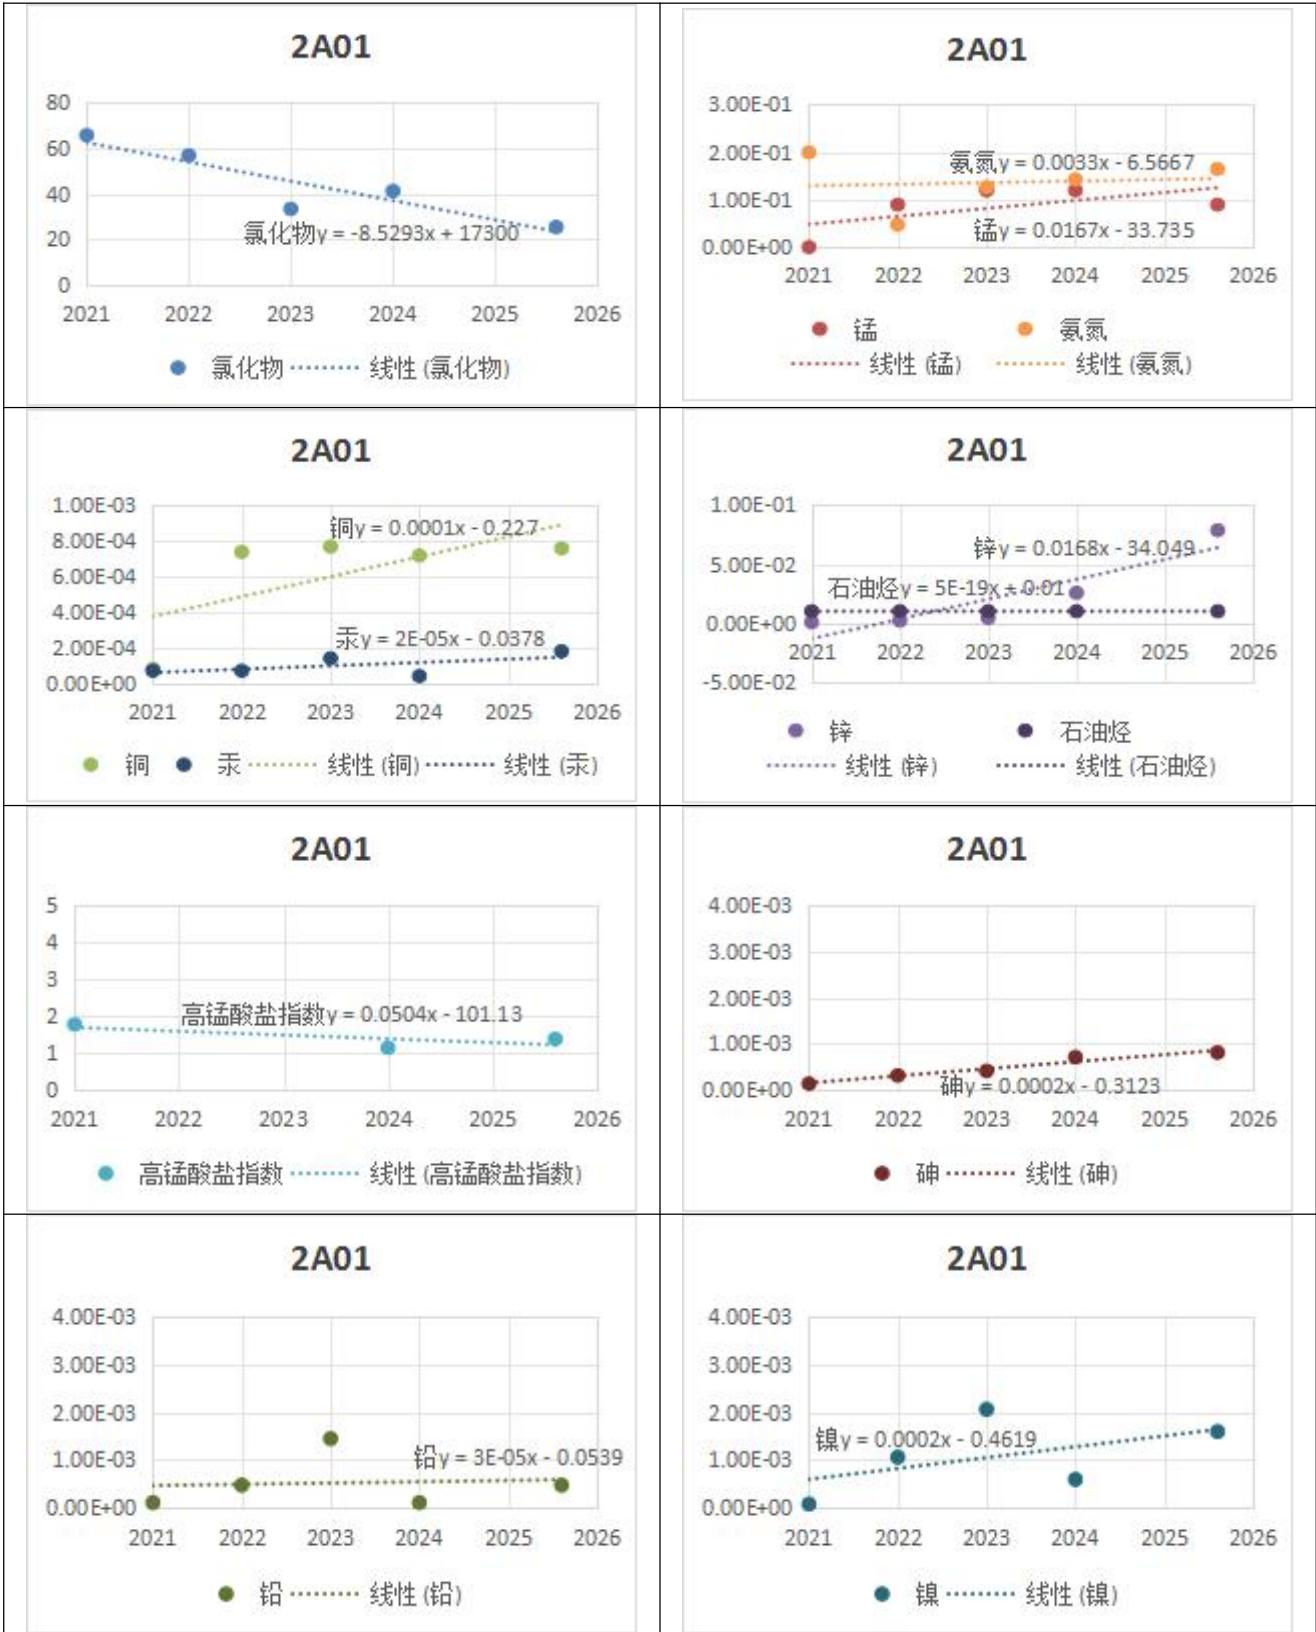 2A01
80
60
40
20
0
氯化物y = -8.5293x + 17300
2021 2022 2023 2024 2025 2026
氯化物 线性 (氯化物)
2A01
3.00E-01
2.00E-01
1.00E-01
0.00E+00
氨氮y = 0.0033x - 6.5667
锰y = 0.0167x - 33.735
2021 2022 2023 2024 2025 2026
锰 氨氮
线性 (锰) 线性 (氨氮)
2A01
1.00E-03
8.00E-04
6.00E-04
4.00E-04
2.00E-04
0.00E+00
铜y = 0.0001x - 0.227
汞y = 2E-05x - 0.0378
2021 2022 2023 2024 2025 2026
铜 汞 线性 (铜) 线性 (汞)
2A01
1.00E-01
5.00E-02
0.00E+00
-5.00E-02
锌y = 0.0168x - 34.049
石油烃y = 5E-19x + 0.01
2021 2022 2023 2024 2025 2026
锌 石油烃
线性 (锌) 线性 (石油烃)
2A01
5
4
3
2
1
0
高锰酸盐指数y = 0.0504x - 101.13
2021 2022 2023 2024 2025 2026
高锰酸盐指数 线性 (高锰酸盐指数)
2A01
4.00E-03
3.00E-03
2.00E-03
1.00E-03
0.00E+00
砷y = 0.0002x - 0.3123
2021 2022 2023 2024 2025 2026
砷 线性 (砷)
2A01
4.00E-03
3.00E-03
2.00E-03
1.00E-03
0.00E+00
铅y = 3E-05x - 0.0539
2021 2022 2023 2024 2025 2026
铅 线性 (铅)
2A01
4.00E-03
3.00E-03
2.00E-03
1.00E-03
0.00E+00
镍y = 0.0002x - 0.4619
2021 2022 2023 2024 2025 2026
镍 线性 (镍)